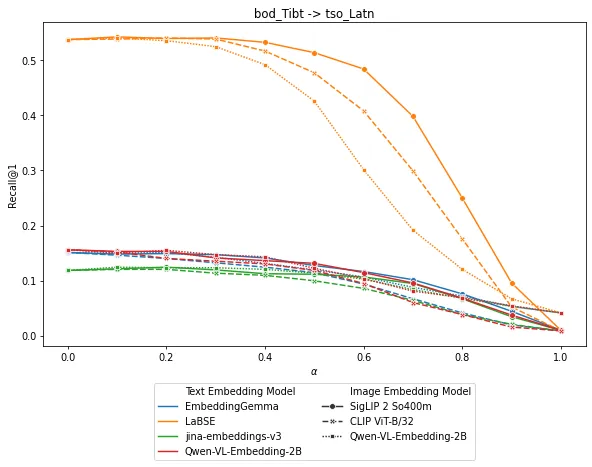 bod_Tibt -> tso_Latn
Recall@1
0.5
0.4
0.3
0.2
0.1
0.0
0.0 0.2 0.4 0.6 0.8 1.0
α
Text Embedding Model Image Embedding Model
EmbeddingGemma SigLIP 2 So400m
LaBSE CLIP ViT-B/32
jina-embeddings-v3 Qwen-VL-Embedding-2B
Qwen-VL-Embedding-2B